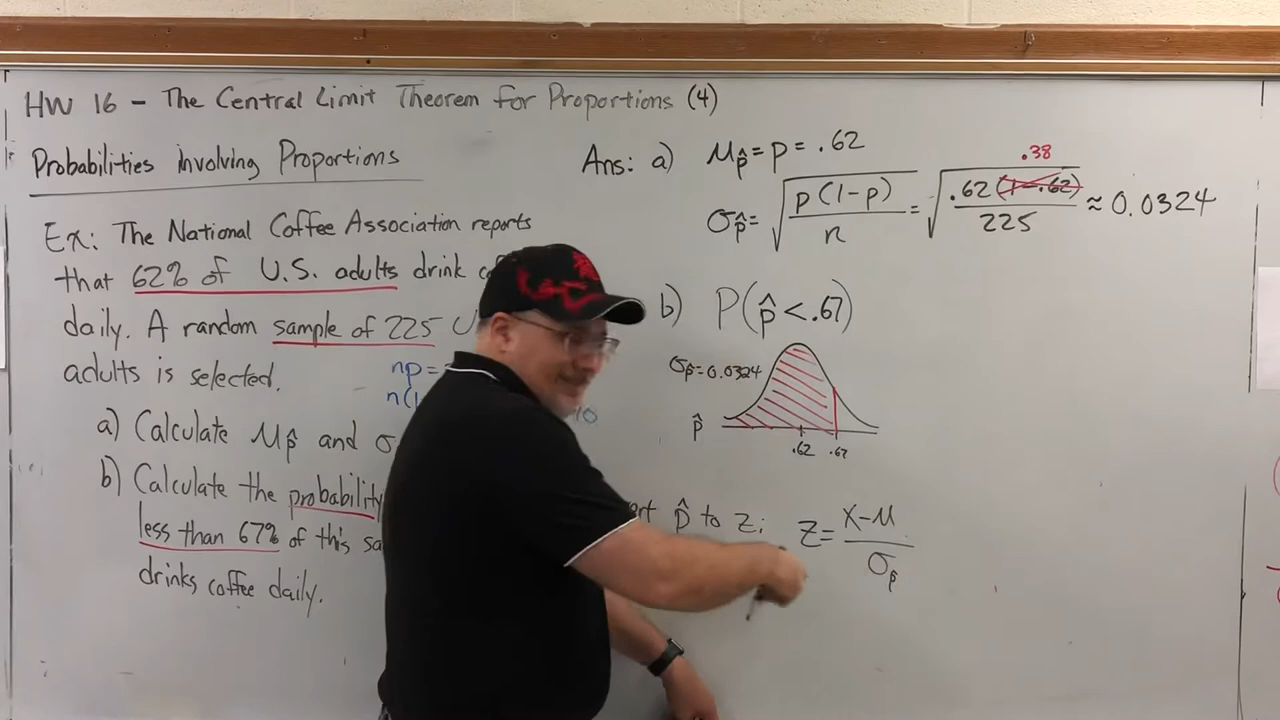 HW 16 - The Central Limit Theorem for Proportions (4)
Probabilities involving Proportions
Ex: The National Coffee Association reports
that 62% of U.S. adults drink
daily. A random sample of 225 U
adults is selected.
np =
n(1
10
a) Calculate μp̂ and σ
b) Calculate the probability
less than 67% of this sa
drinks coffee daily.
Ans: a) μp̂ = p = .62
.38
σp̂ = √(p(1-p)/n) = √(.62(1-.62)/225) ≈ 0.0324
b) P(p̂ < .67)
σp̂ = 0.0324
p̂
.62 .67
p̂ to z: z = (x-μ)/σp̂